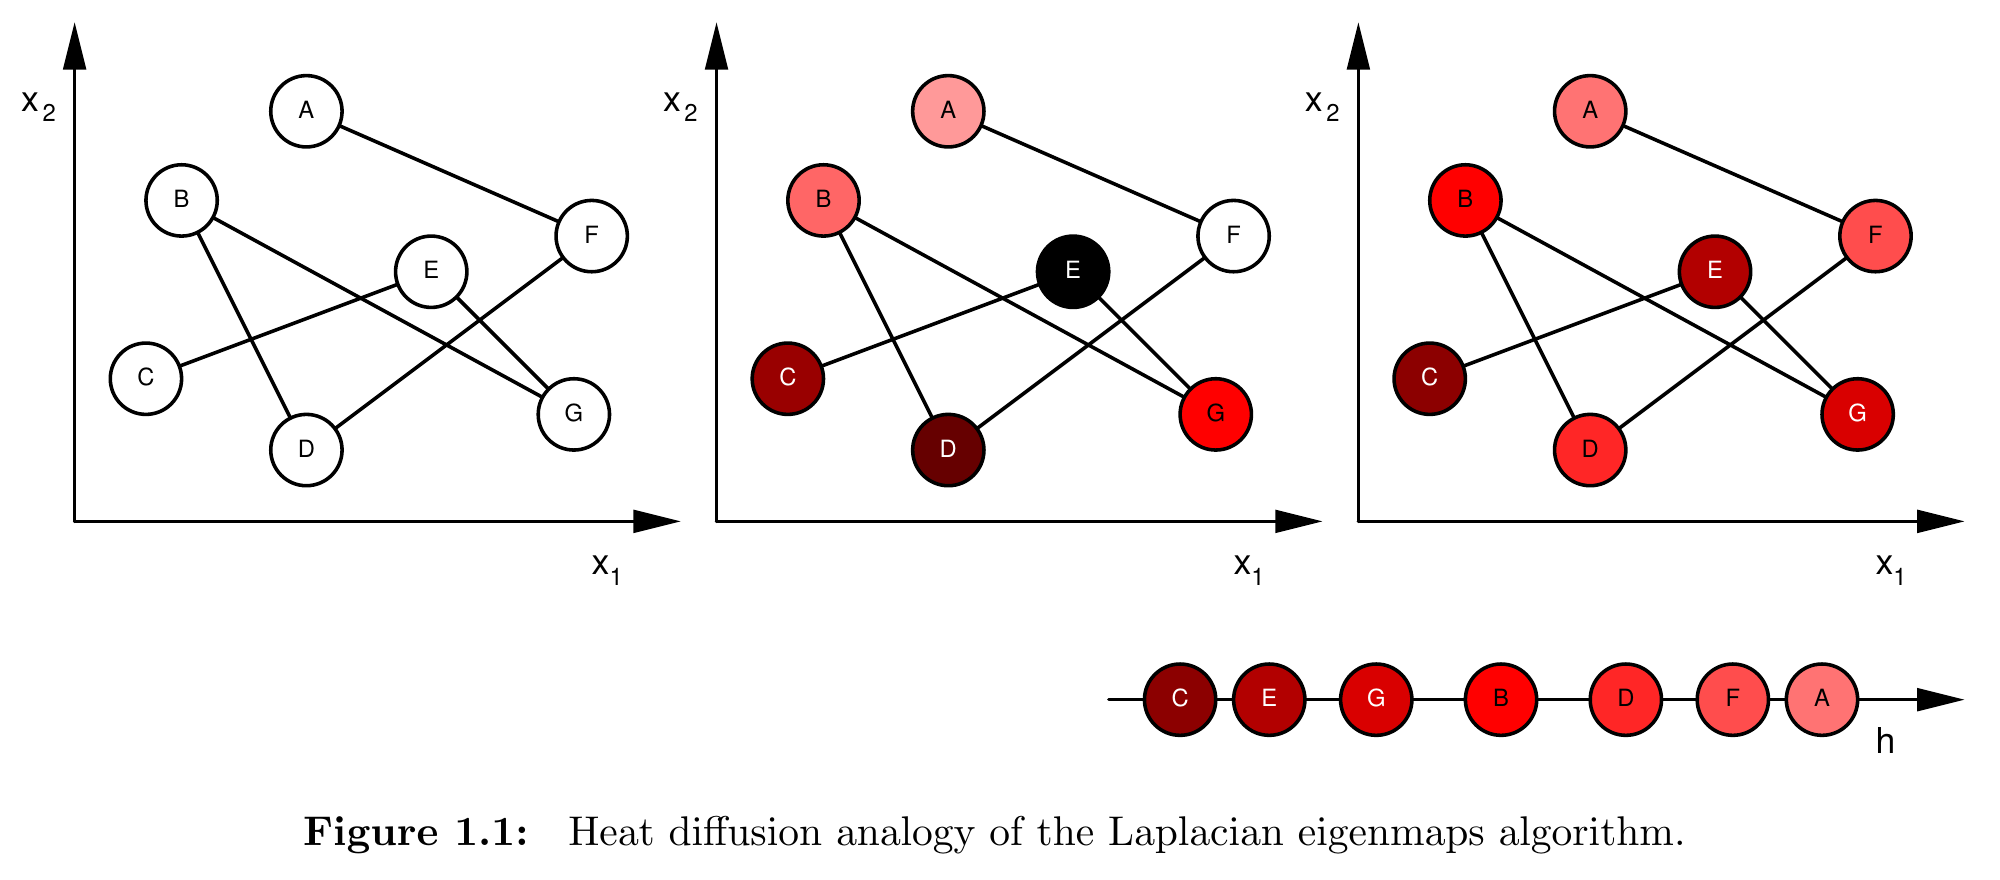 x2
A
B
F
E
C
G
D
x1
x2
A
B
F
E
C
G
D
x1
x2
A
B
F
E
C
G
D
x1
C E G B D F A
h
Figure 1.1: Heat diffusion analogy of the Laplacian eigenmaps algorithm.